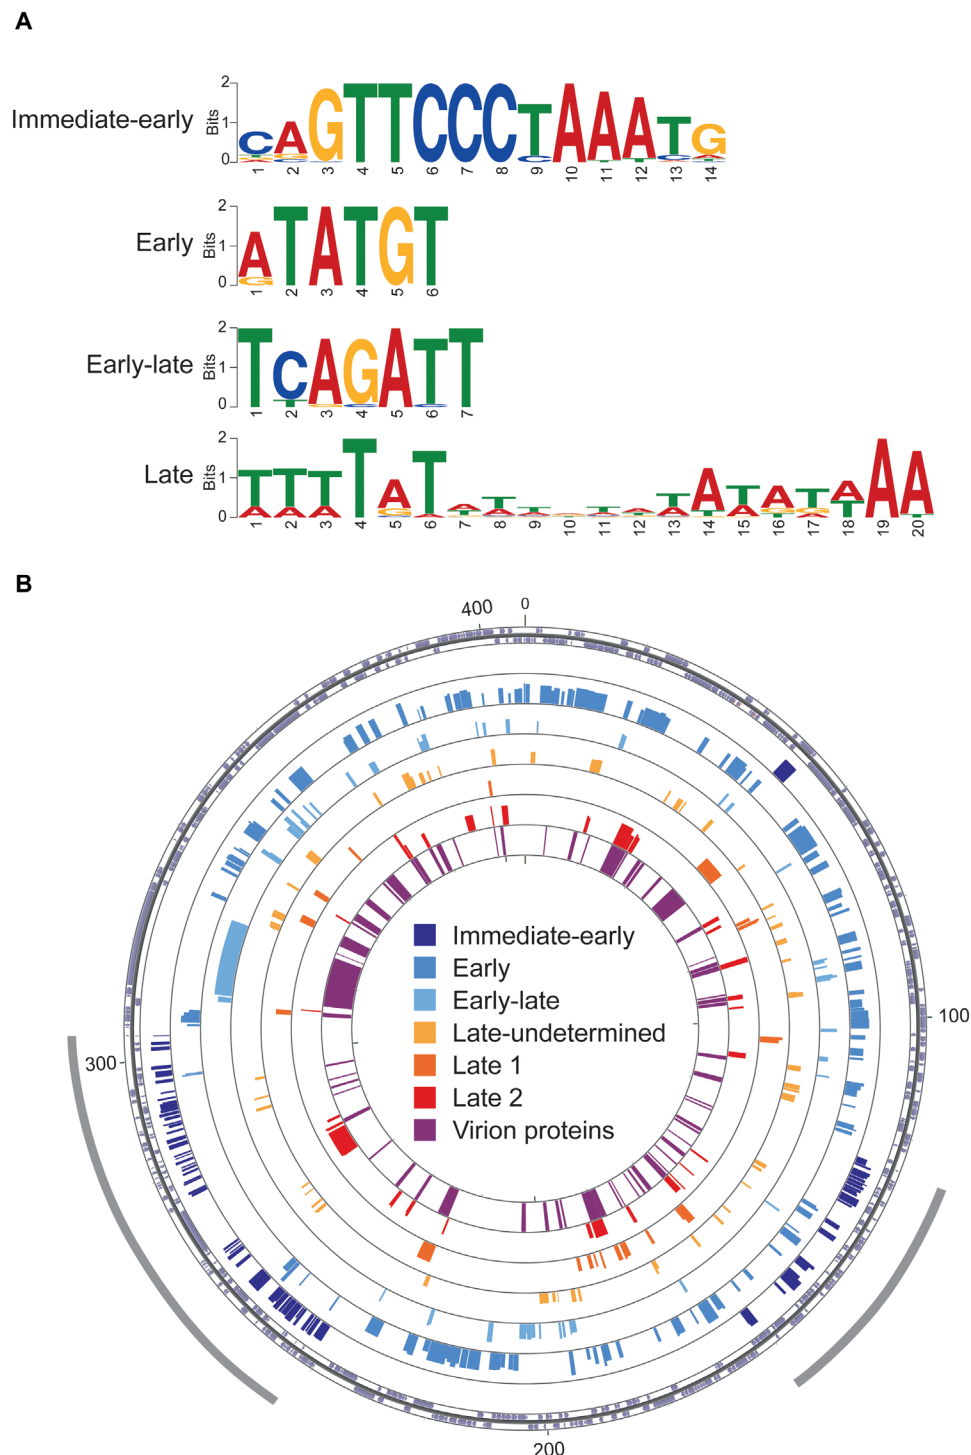 A
Immediate-early
Bits
2
1
0
CAGTTCCCTAAATG
1 2 3 4 5 6 7 8 9 10 11 12 13 14
Early
Bits
2
1
0
ATATGT
1 2 3 4 5 6
Early-late
Bits
2
1
0
TCAGATT
1 2 3 4 5 6 7
Late
Bits
2
1
0
TTTTATATTTTATATAAA
1 2 3 4 5 6 7 8 9 10 11 12 13 14 15 16 17 18 19 20
B
400
0
100
200
300
Immediate-early
Early
Early-late
Late-undetermined
Late 1
Late 2
Virion proteins